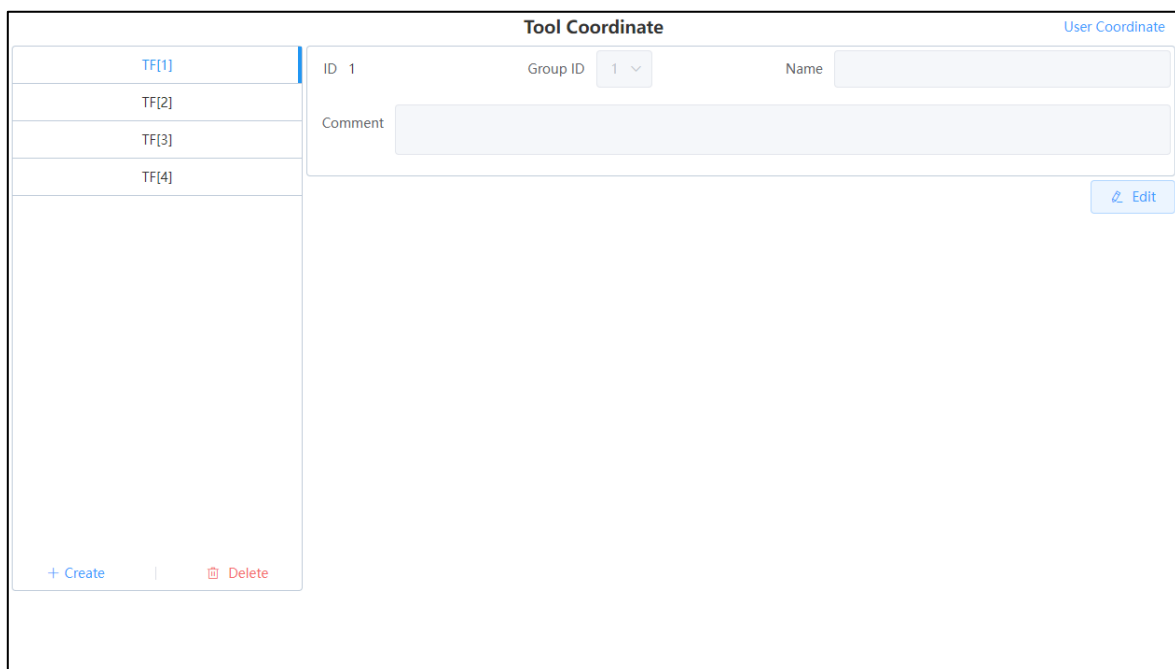 Tool Coordinate
User Coordinate
TF[1]
TF[2]
TF[3]
TF[4]
+ Create
Delete
ID 1
Group ID 1
Name
Comment
Edit